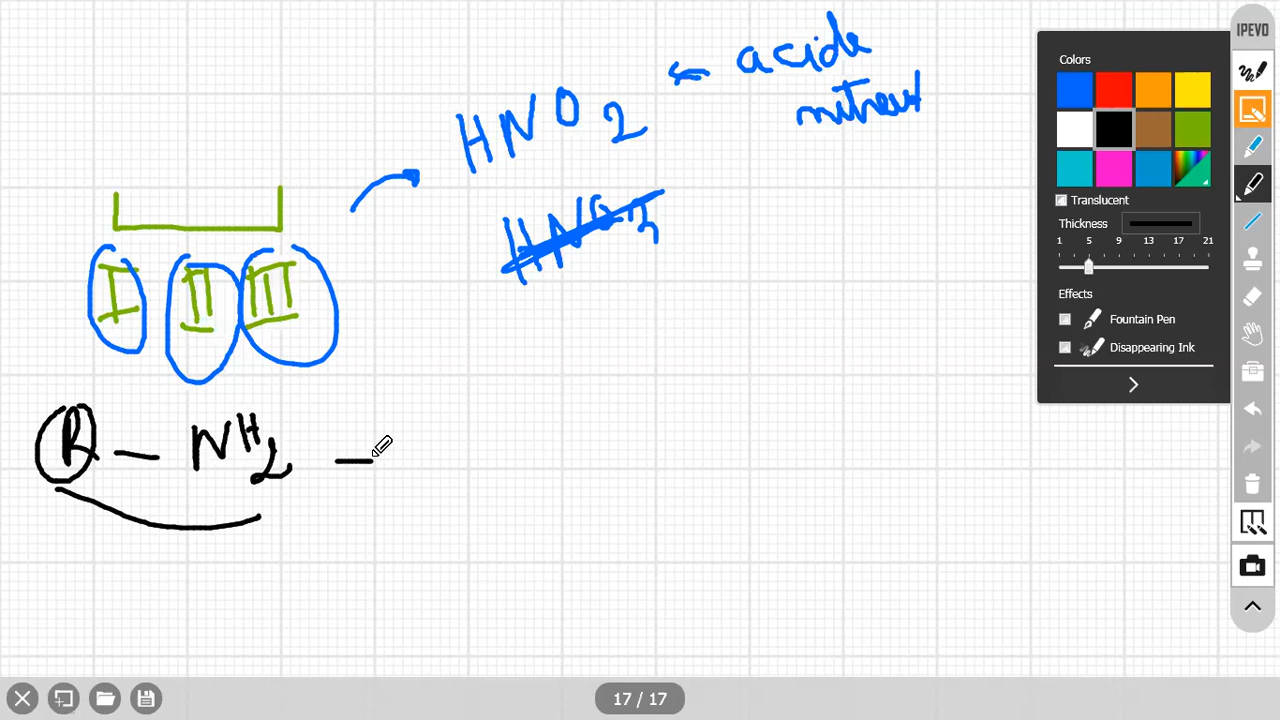 acide
nitreux
HNO2
HNO3
I II III
R — NH2 —
IPEVO
Colors
Translucent
Thickness
1 5 9 13 17 21
Effects
Fountain Pen
Disappearing Ink
17 / 17